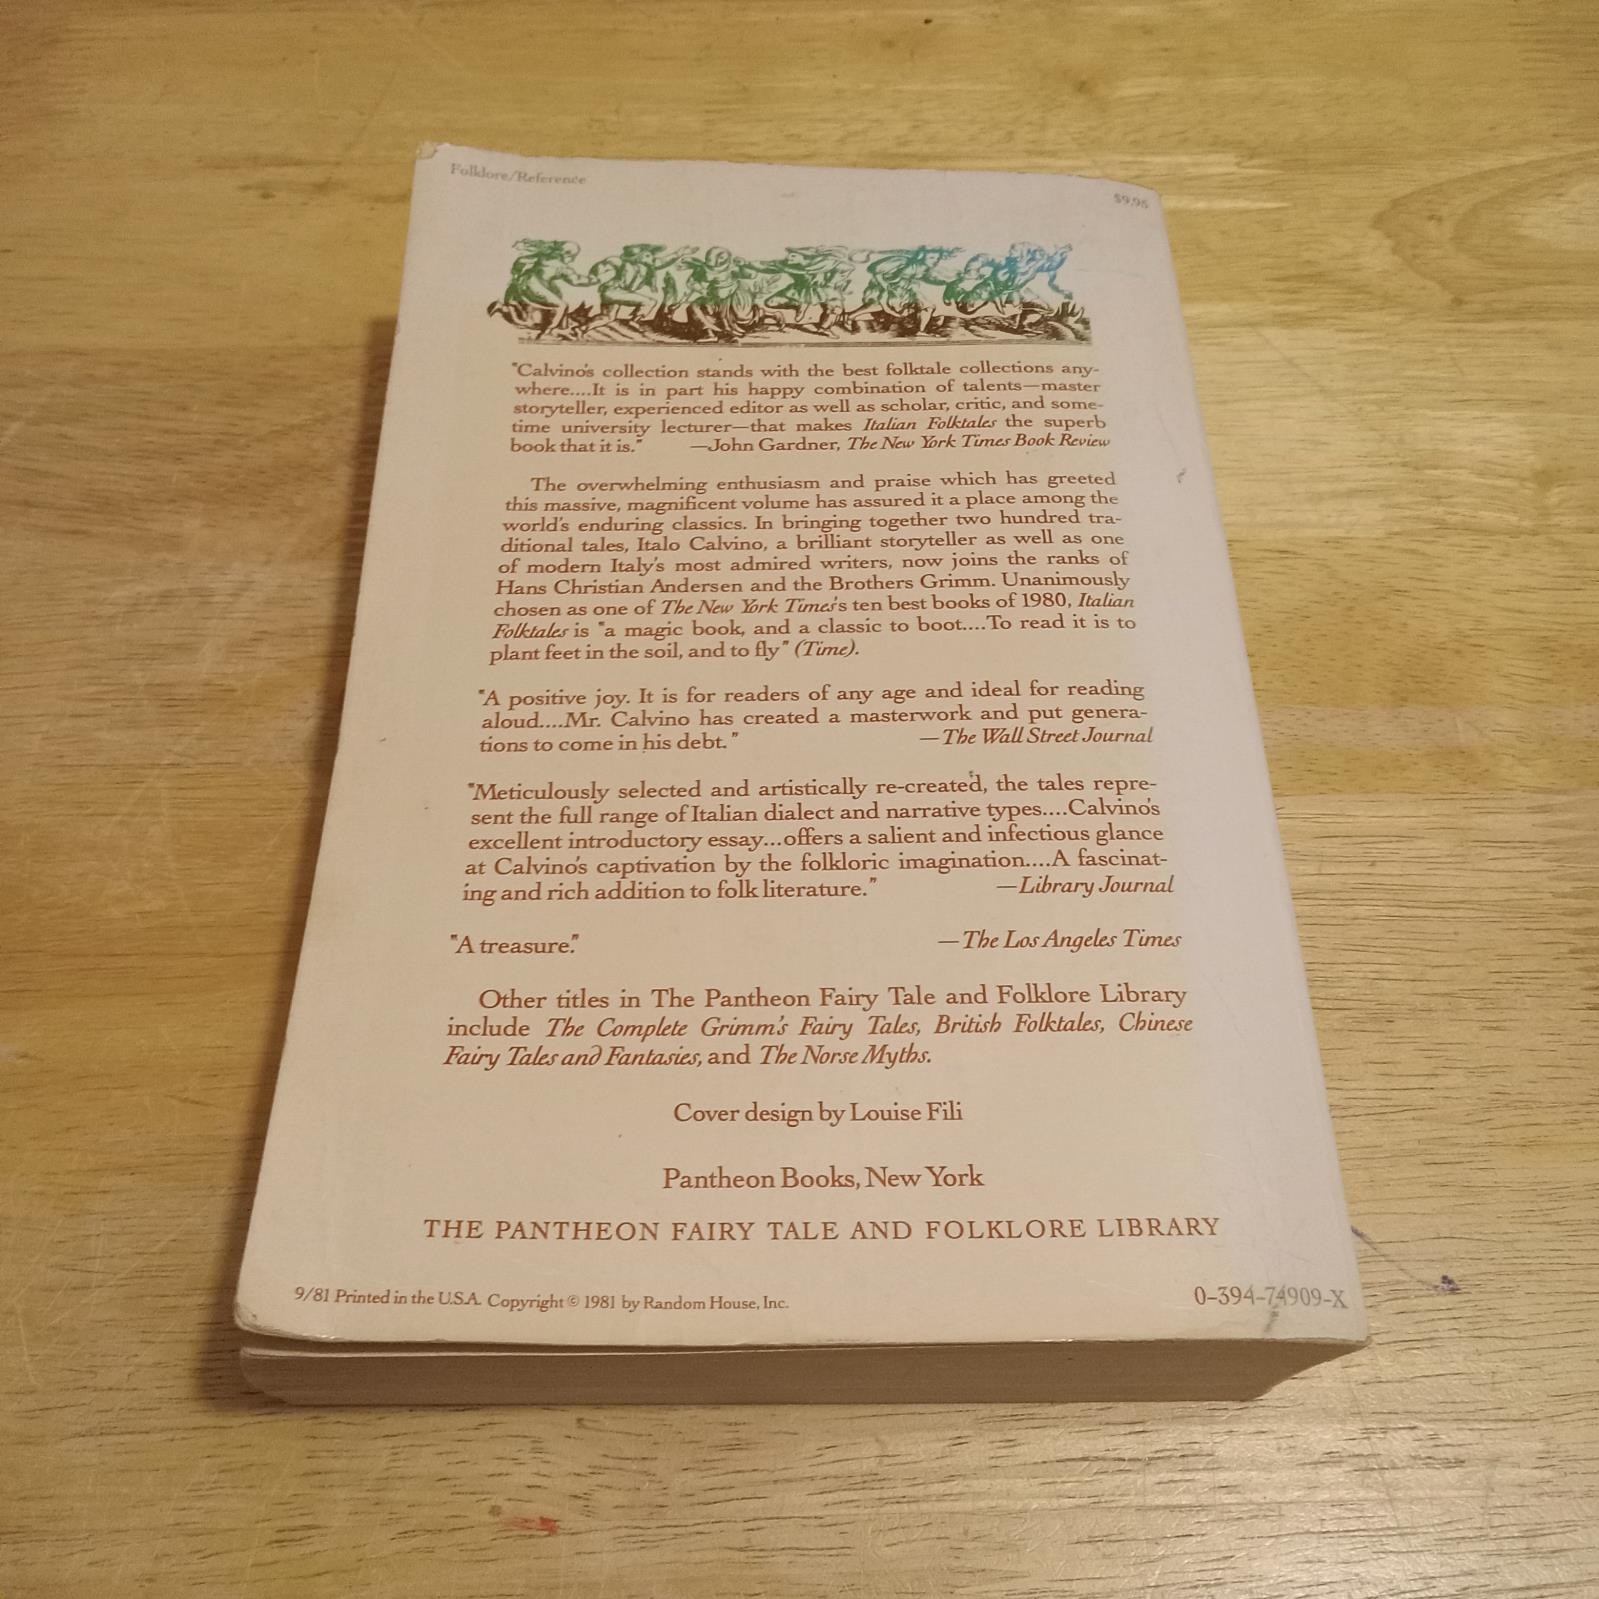 Folklore/Reference
$9.95
"Calvino's collection stands with the best folktale collections any-
where....It is in part his happy combination of talents—master
storyteller, experienced editor as well as scholar, critic, and some-
time university lecturer—that makes Italian Folktales the superb
book that it is." —John Gardner, The New York Times Book Review
The overwhelming enthusiasm and praise which has greeted
this massive, magnificent volume has assured it a place among the
world's enduring classics. In bringing together two hundred tra-
ditional tales, Italo Calvino, a brilliant storyteller as well as one
of modern Italy's most admired writers, now joins the ranks of
Hans Christian Andersen and the Brothers Grimm. Unanimously
chosen as one of The New York Times's ten best books of 1980, Italian
Folktales is "a magic book, and a classic to boot....To read it is to
plant feet in the soil, and to fly" (Time).
"A positive joy. It is for readers of any age and ideal for reading
aloud....Mr. Calvino has created a masterwork and put genera-
tions to come in his debt." —The Wall Street Journal
"Meticulously selected and artistically re-created, the tales repre-
sent the full range of Italian dialect and narrative types....Calvino's
excellent introductory essay...offers a salient and infectious glance
at Calvino's captivation by the folkloric imagination....A fascinat-
ing and rich addition to folk literature." —Library Journal
"A treasure." —The Los Angeles Times
Other titles in The Pantheon Fairy Tale and Folklore Library
include The Complete Grimm's Fairy Tales, British Folktales, Chinese
Fairy Tales and Fantasies, and The Norse Myths.
Cover design by Louise Fili
Pantheon Books, New York
THE PANTHEON FAIRY TALE AND FOLKLORE LIBRARY
9/81 Printed in the U.S.A. Copyright © 1981 by Random House, Inc.
0-394-74909-X